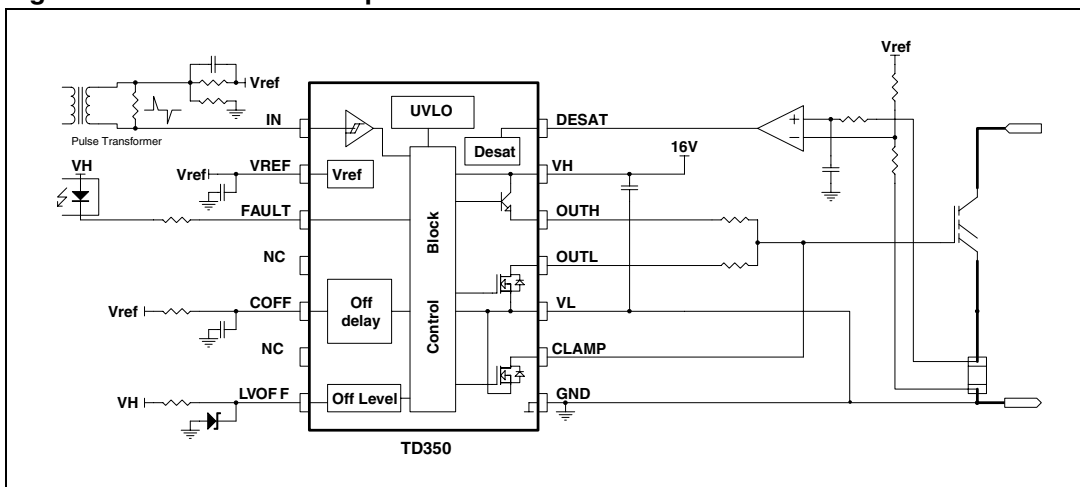 Vref
Vref
IN
Pulse Transformer
UVLO
DESAT
+
−
Desat
16V
VH
Vref
VREF
Vref
VH
FAULT
OUTH
NC
OUTL
Control Block
Vref
COFF
Off delay
VL
NC
CLAMP
VH
LVOFF
Off Level
GND
TD350